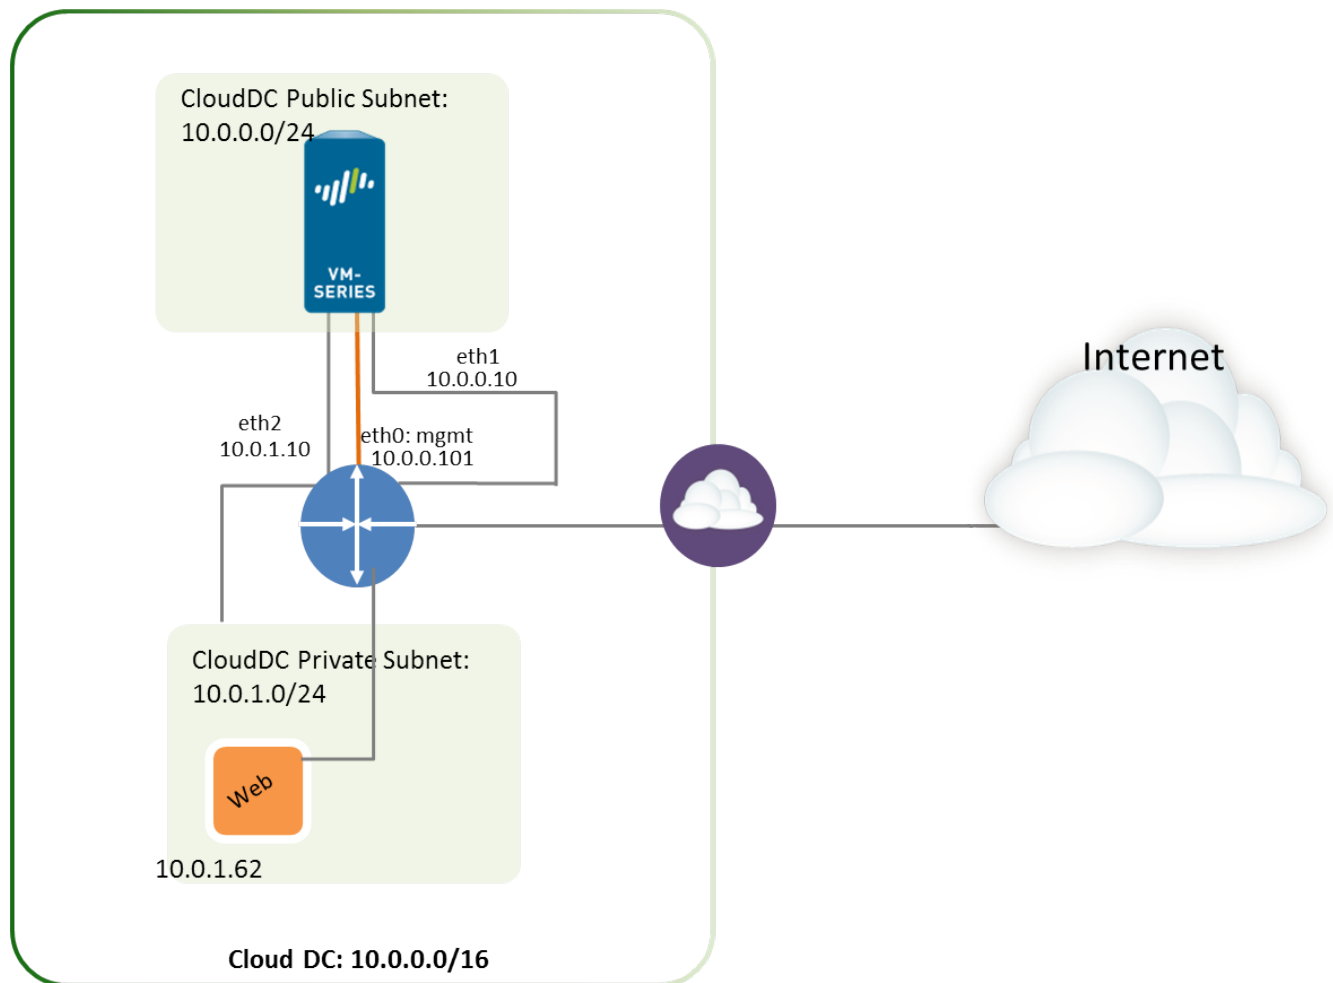 CloudDC Public Subnet:
10.0.0.0/24
VM-
SERIES
eth1
10.0.0.10
eth2
10.0.1.10
eth0: mgmt
10.0.0.101
Internet
CloudDC Private Subnet:
10.0.1.0/24
Web
10.0.1.62
Cloud DC: 10.0.0.0/16